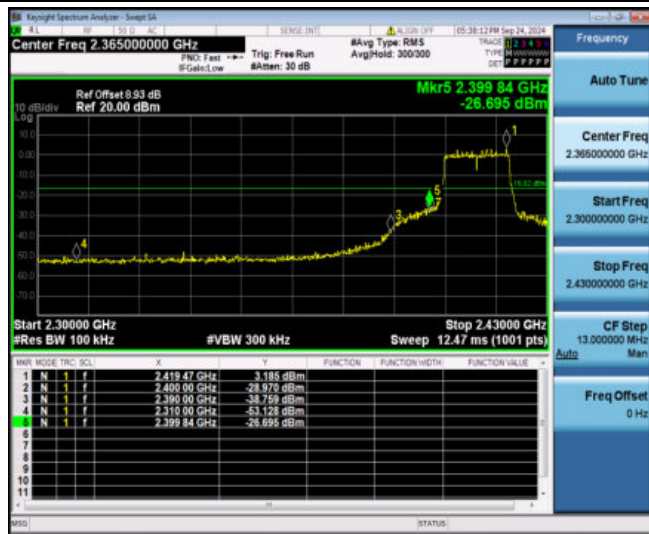 Keysight Spectrum Analyzer - Swept SA
RL RF 50 Ω AC SENSE:INT ALIGN OFF 05:38:12 PM Sep 24, 2024
Center Freq 2.365000000 GHz
PNO: Fast
IFGain:Low
Trig: Free Run
#Atten: 30 dB
#Avg Type: RMS
Avg|Hold: 300/300
TRACE 1 2 3 4 5 6
TYPE
DET P P P P P P
Ref Offset 8.93 dB
Ref 20.00 dBm
10 dB/div
Log
Mkr5 2.399 84 GHz
-26.695 dBm
10.0
0.00
-10.0
-20.0
-30.0
-40.0
-50.0
-60.0
-70.0
1
5
3
4
Start 2.30000 GHz
Stop 2.43000 GHz
#Res BW 100 kHz
#VBW 300 kHz
Sweep 12.47 ms (1001 pts)
MKR MODE TRC SCL X Y FUNCTION FUNCTION WIDTH FUNCTION VALUE
1 N 1 f 2.419 47 GHz 3.185 dBm
2 N 1 f 2.400 00 GHz -28.970 dBm
3 N 1 f 2.390 00 GHz -38.759 dBm
4 N 1 f 2.310 00 GHz -53.128 dBm
5 N 1 f 2.399 84 GHz -26.695 dBm
6
7
8
9
10
11
MSG
STATUS
Frequency
Auto Tune
Center Freq
2.365000000 GHz
Start Freq
2.300000000 GHz
Stop Freq
2.430000000 GHz
CF Step
13.000000 MHz
Auto Man
Freq Offset
0 Hz